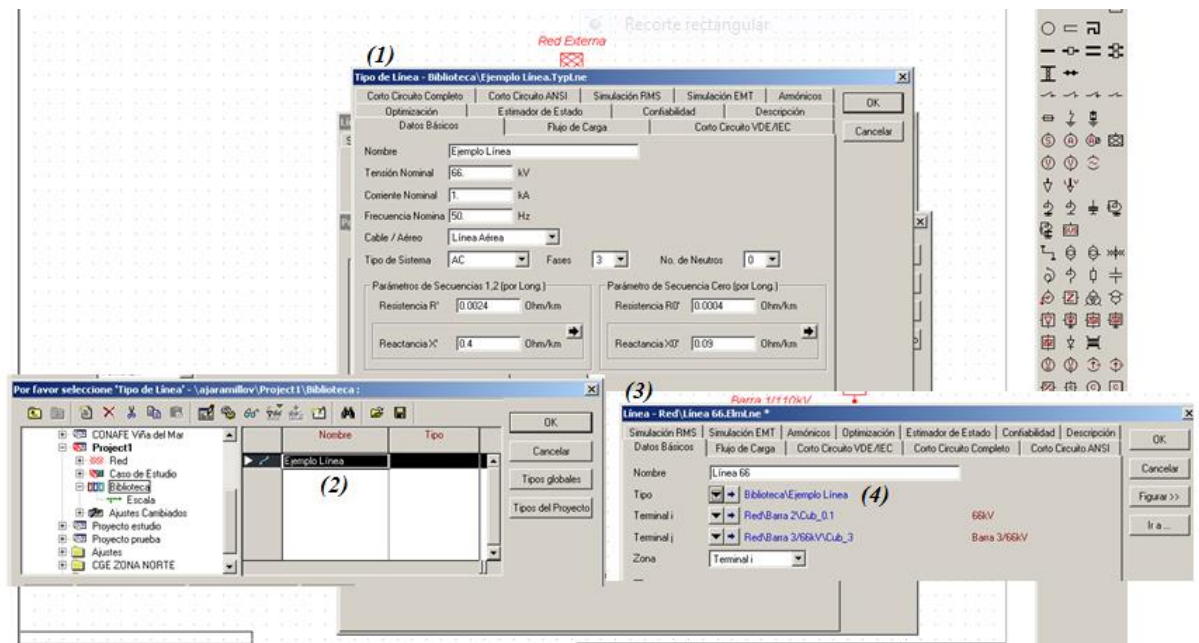 Recorte rectangular
Red Externa
(1)
Tipo de Línea - Biblioteca\Ejemplo Línea.TypLne
Corto Circuito Completo
Corto Circuito ANSI
Simulación RMS
Simulación EMT
Armónicos
Optimización
Estimador de Estado
Confiabilidad
Descripción
Datos Básicos
Flujo de Carga
Corto Circuito VDE/IEC
OK
Cancelar
Nombre
Ejemplo Línea
Tensión Nominal
66.
kV
Corriente Nominal
1.
kA
Frecuencia Nomina
50.
Hz
Cable / Aéreo
Línea Aérea
Tipo de Sistema
AC
Fases
3
No. de Neutros
0
Parámetros de Secuencias 1,2 (por Long.)
Resistencia R'
0.0024
Ohm/km
Reactancia X'
0.4
Ohm/km
Parámetro de Secuencia Cero (por Long.)
Resistencia R0'
0.0004
Ohm/km
Reactancia X0'
0.09
Ohm/km
Por favor seleccione 'Tipo de Línea' - \ajaramillov\Project1\Biblioteca :
CONAFE Viña del Mar
Project1
Red
Caso de Estudio
Biblioteca
Escala
Ajustes Cambiados
Proyecto estudio
Proyecto prueba
Ajustes
CGE ZONA NORTE
Nombre
Tipo
Ejemplo Línea
(2)
OK
Cancelar
Tipos globales
Tipos del Proyecto
(3)
Barra 1/110kV
Línea - Red\Línea 66.ElmLne *
Simulación RMS
Simulación EMT
Armónicos
Optimización
Estimador de Estado
Confiabilidad
Descripción
Datos Básicos
Flujo de Carga
Corto Circuito VDE/IEC
Corto Circuito Completo
Corto Circuito ANSI
Nombre
Línea 66
Tipo
Biblioteca\Ejemplo Línea
(4)
Terminal i
Red\Barra 2\Cub_0.1
66kV
Terminal j
Red\Barra 3/66kV\Cub_3
Barra 3/66kV
Zona
Terminal i
OK
Cancelar
Figurar >>
Ir a ...